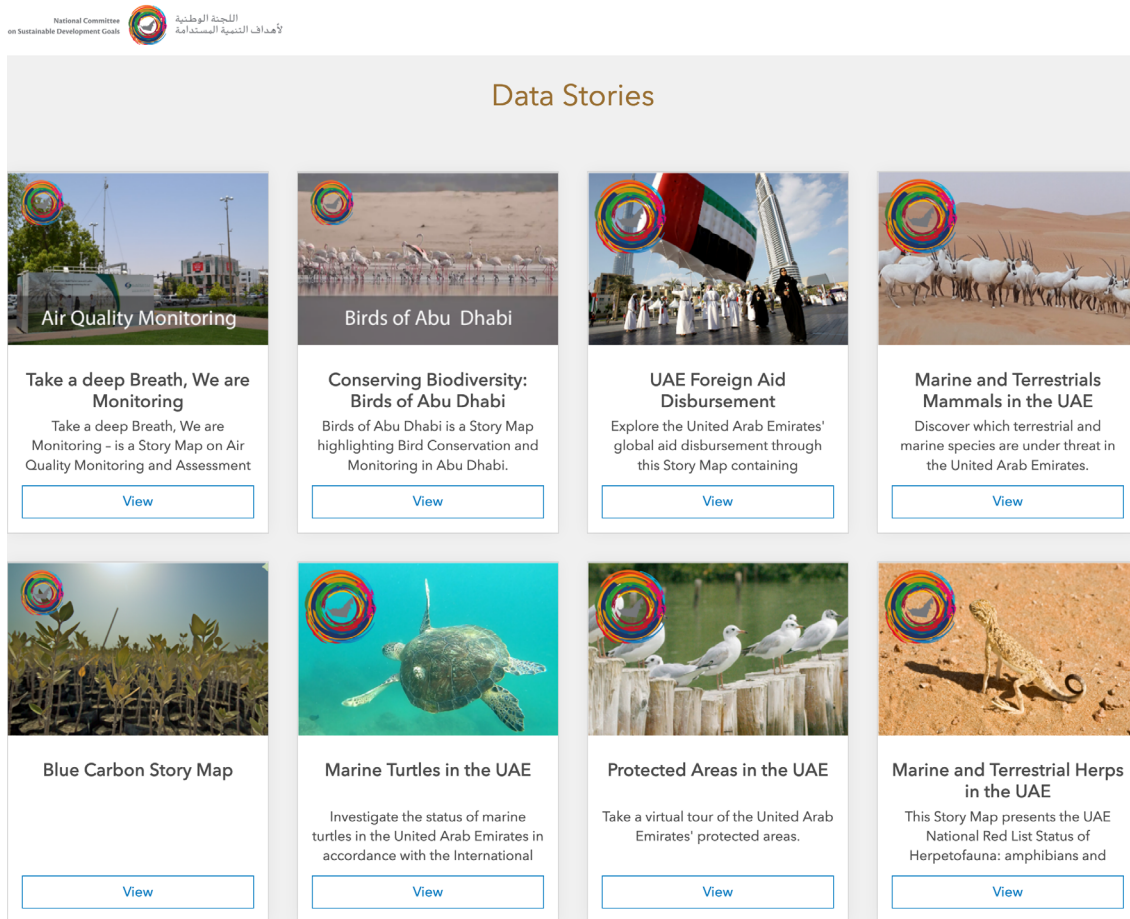 National Committee
on Sustainable Development Goals
اللجنة الوطنية
لأهداف التنمية المستدامة
Data Stories
Air Quality Monitoring
Birds of Abu Dhabi
Take a deep Breath, We are
Monitoring
Take a deep Breath, We are
Monitoring – is a Story Map on Air
Quality Monitoring and Assessment
View
Conserving Biodiversity:
Birds of Abu Dhabi
Birds of Abu Dhabi is a Story Map
highlighting Bird Conservation and
Monitoring in Abu Dhabi.
View
UAE Foreign Aid
Disbursement
Explore the United Arab Emirates'
global aid disbursement through
this Story Map containing
View
Marine and Terrestrials
Mammals in the UAE
Discover which terrestrial and
marine species are under threat in
the United Arab Emirates.
View
Blue Carbon Story Map
View
Marine Turtles in the UAE
Investigate the status of marine
turtles in the United Arab Emirates in
accordance with the International
View
Protected Areas in the UAE
Take a virtual tour of the United Arab
Emirates' protected areas.
View
Marine and Terrestrial Herps
in the UAE
This Story Map presents the UAE
National Red List Status of
Herpetofauna: amphibians and
View